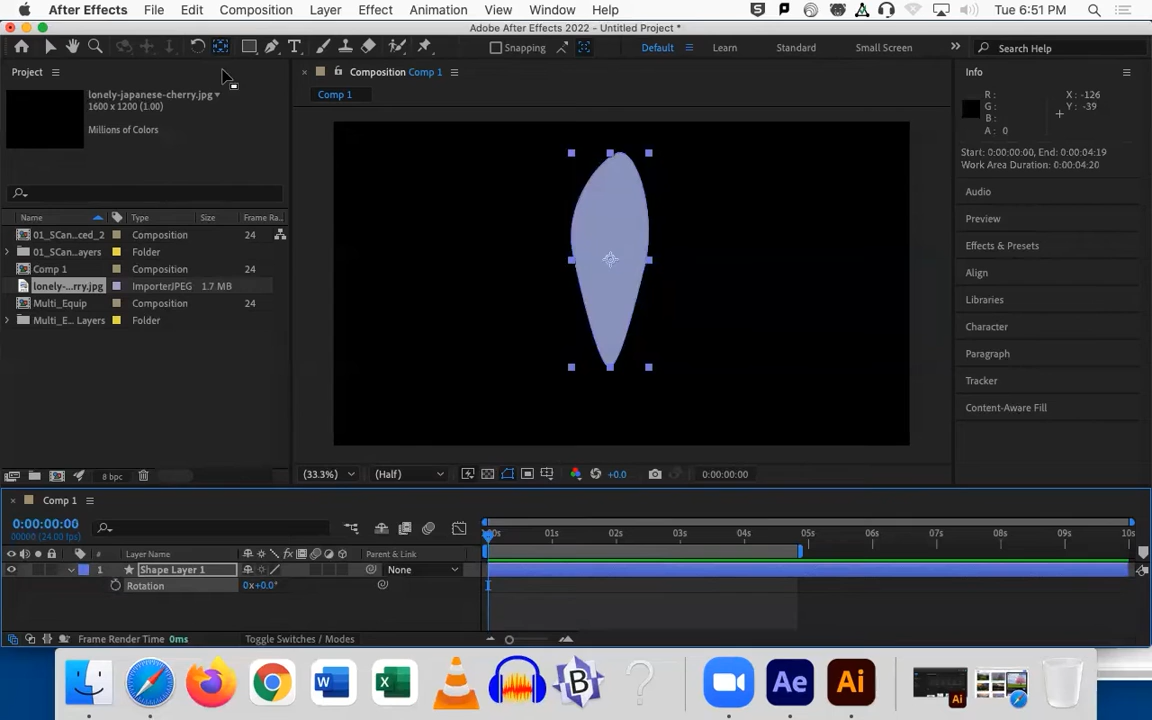 After Effects File Edit Composition Layer Effect Animation View Window Help Tue 6:51 PM
Adobe After Effects 2022 - Untitled Project *
Snapping Default Learn Standard Small Screen Search Help
Project Composition Comp 1 Info
lonely-japanese-cherry.jpg
1600 x 1200 (1.00)
Millions of Colors
Comp 1
R: X: -126
G: Y: -39
B:
A: 0
Start: 0:00:00:00, End: 0:00:04:19
Work Area Duration: 0:00:04:20
Audio
Name Type Size Frame Ra..
Preview
01_SCan...ced_2 Composition 24
Effects & Presets
01_SCan...ayers Folder
Comp 1 Composition 24
Align
lonely-...rry.jpg ImporterJPEG 1.7 MB
Libraries
Multi_Equip Composition 24
Multi_E... Layers Folder
Character
Paragraph
Tracker
Content-Aware Fill
8 bpc (33.3%) (Half) +0.0 0:00:00:00
Comp 1
0:00:00:00
00000 (24.00 fps)
00s 01s 02s 03s 04s 05s 06s 07s 08s 09s 10s
# Layer Name Parent & Link
1 Shape Layer 1 None
Rotation 0x+0.0°
Frame Render Time 0ms Toggle Switches / Modes
W X B ? Ae Ai
Ai